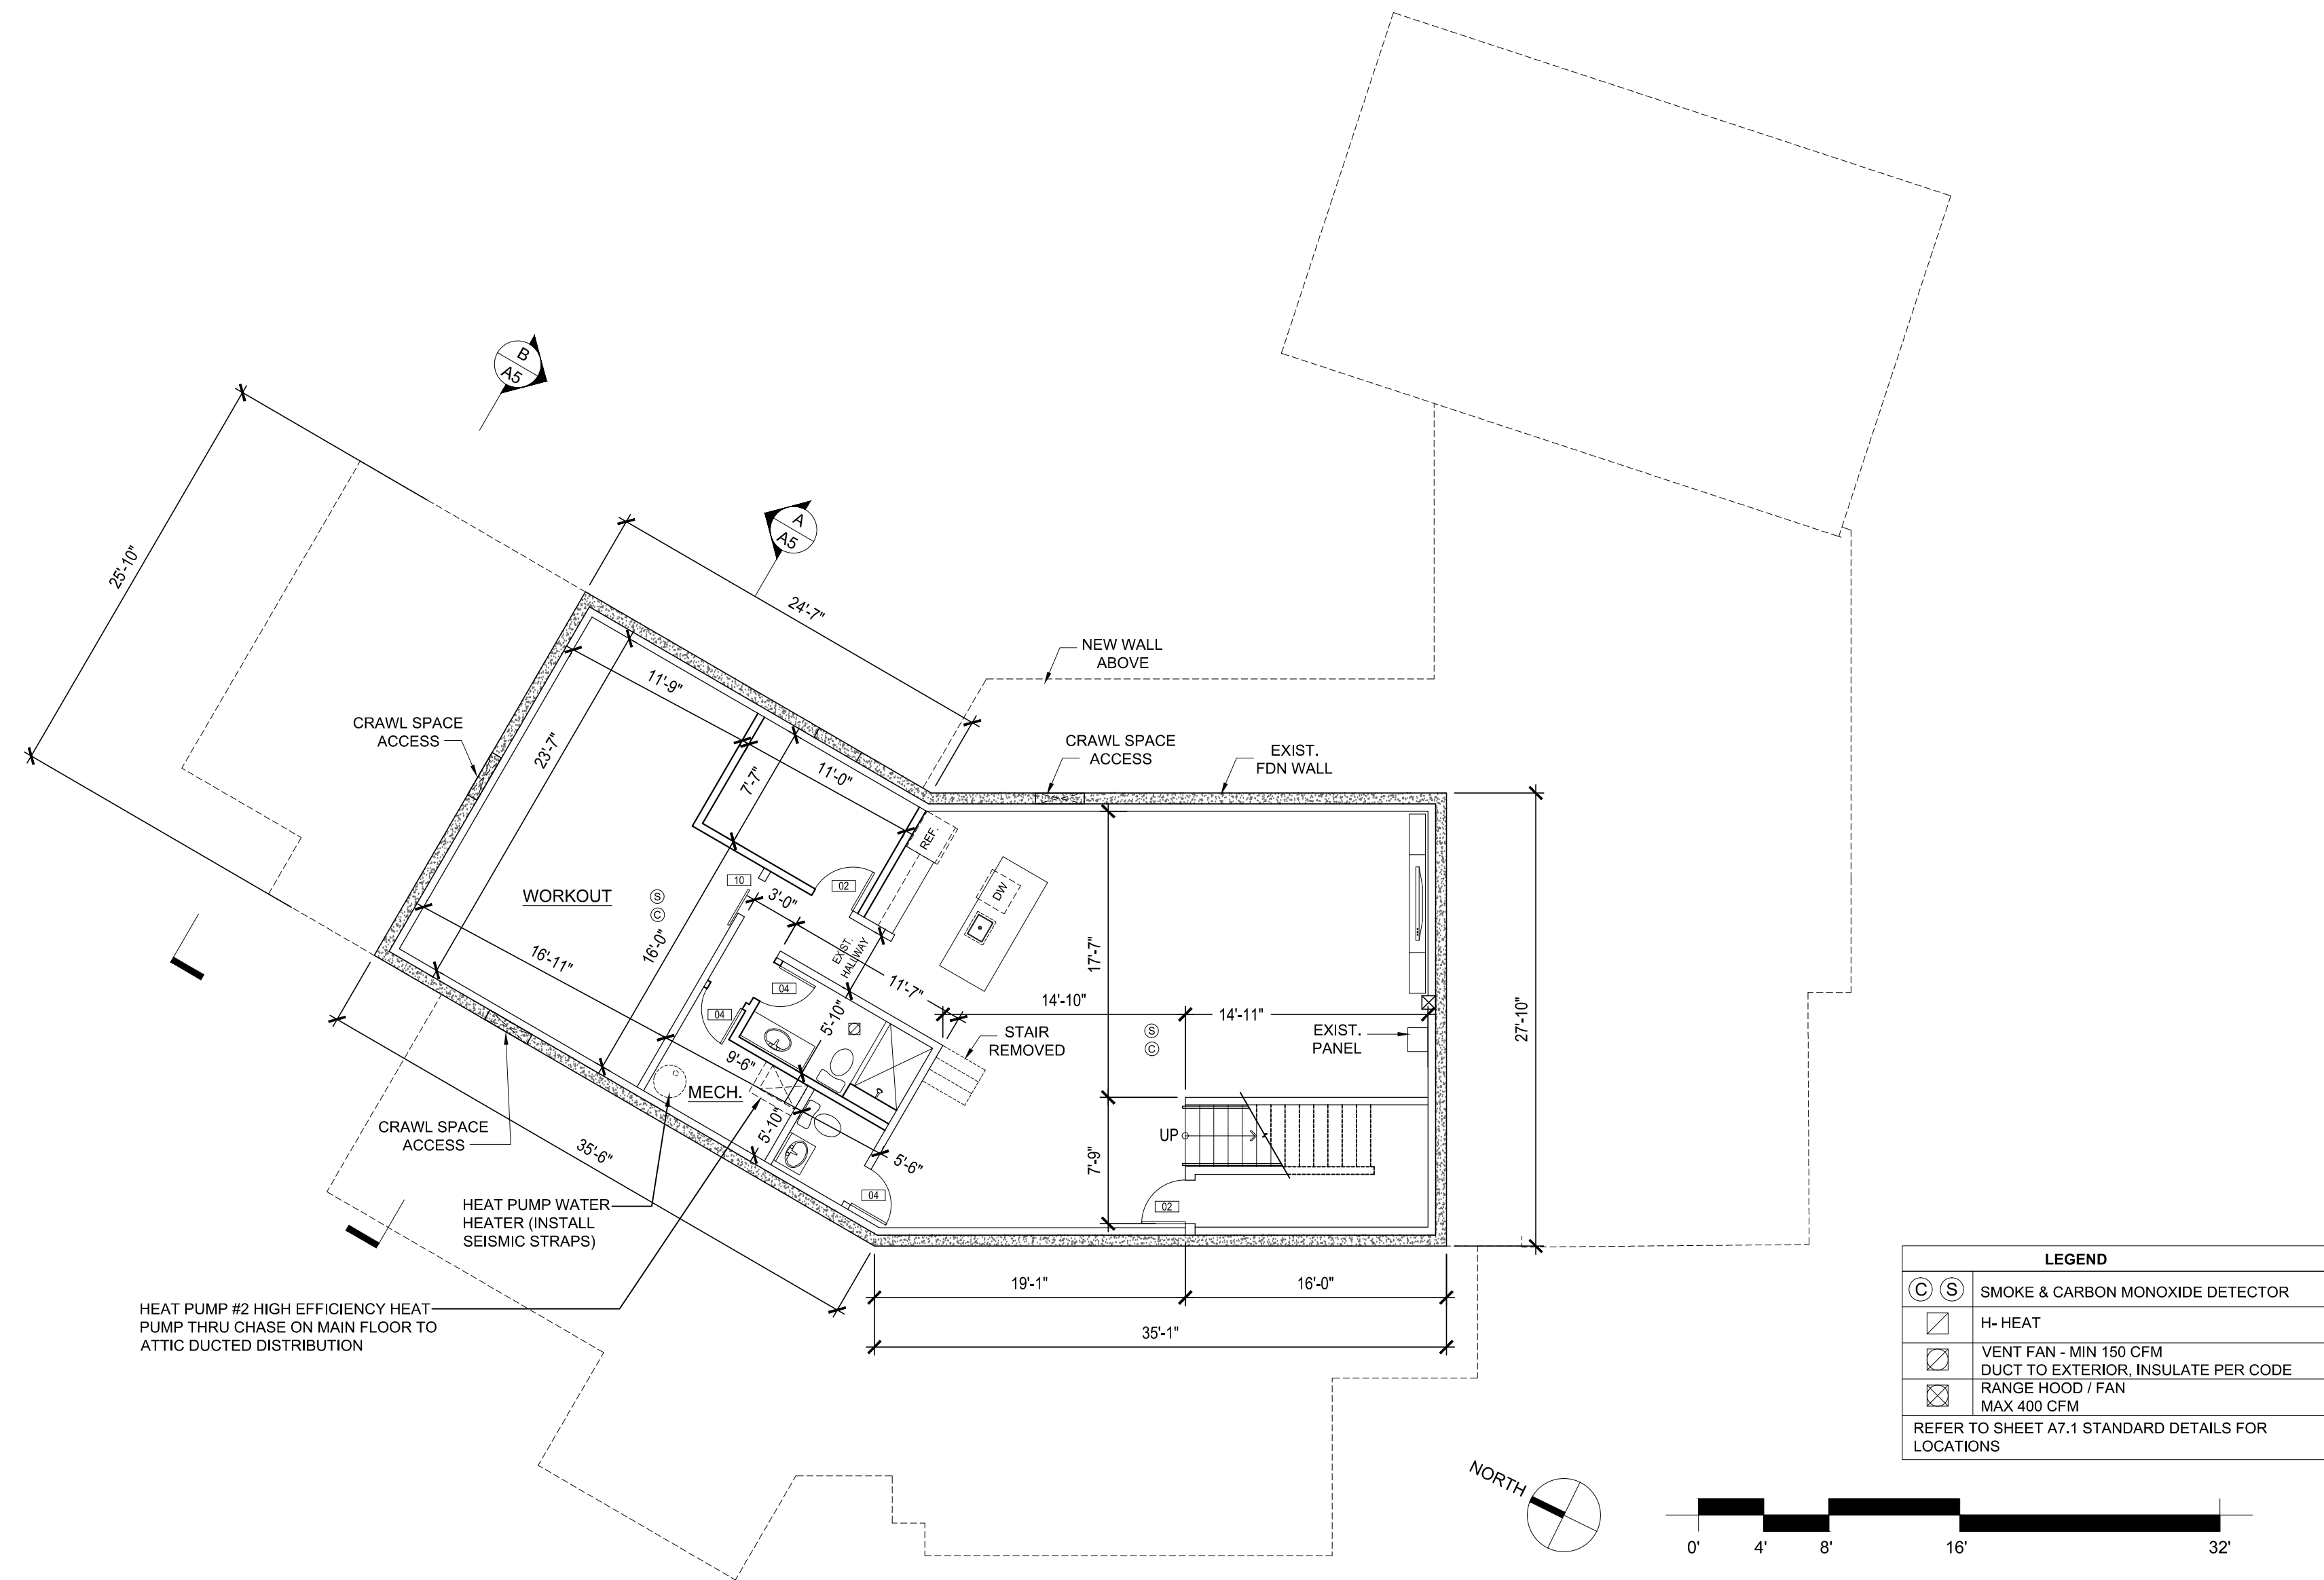 B
A5
A
A5
25'-10"
24'-7"
NEW WALL
ABOVE
11'-9"
CRAWL SPACE
ACCESS
23'-7"
CRAWL SPACE
ACCESS
EXIST.
FDN WALL
7'-7"
11'-0"
REF.
DW
WORKOUT
S
C
10
02
3'-0"
EXIST.
HALLWAY
16'-11"
16'-0"
17'-7"
04
11'-7"
14'-10"
14'-11"
27'-10"
04
5'-10"
STAIR
REMOVED
S
C
EXIST.
PANEL
9'-6"
C
MECH.
CRAWL SPACE
ACCESS
5'-10"
UP
35'-6"
5'-6"
7'-9"
04
02
HEAT PUMP WATER
HEATER (INSTALL
SEISMIC STRAPS)
19'-1"
16'-0"
HEAT PUMP #2 HIGH EFFICIENCY HEAT
PUMP THRU CHASE ON MAIN FLOOR TO
ATTIC DUCTED DISTRIBUTION
35'-1"
LEGEND
C S SMOKE & CARBON MONOXIDE DETECTOR
H- HEAT
VENT FAN - MIN 150 CFM
DUCT TO EXTERIOR, INSULATE PER CODE
RANGE HOOD / FAN
MAX 400 CFM
REFER TO SHEET A7.1 STANDARD DETAILS FOR
LOCATIONS
NORTH
0' 4' 8' 16' 32'